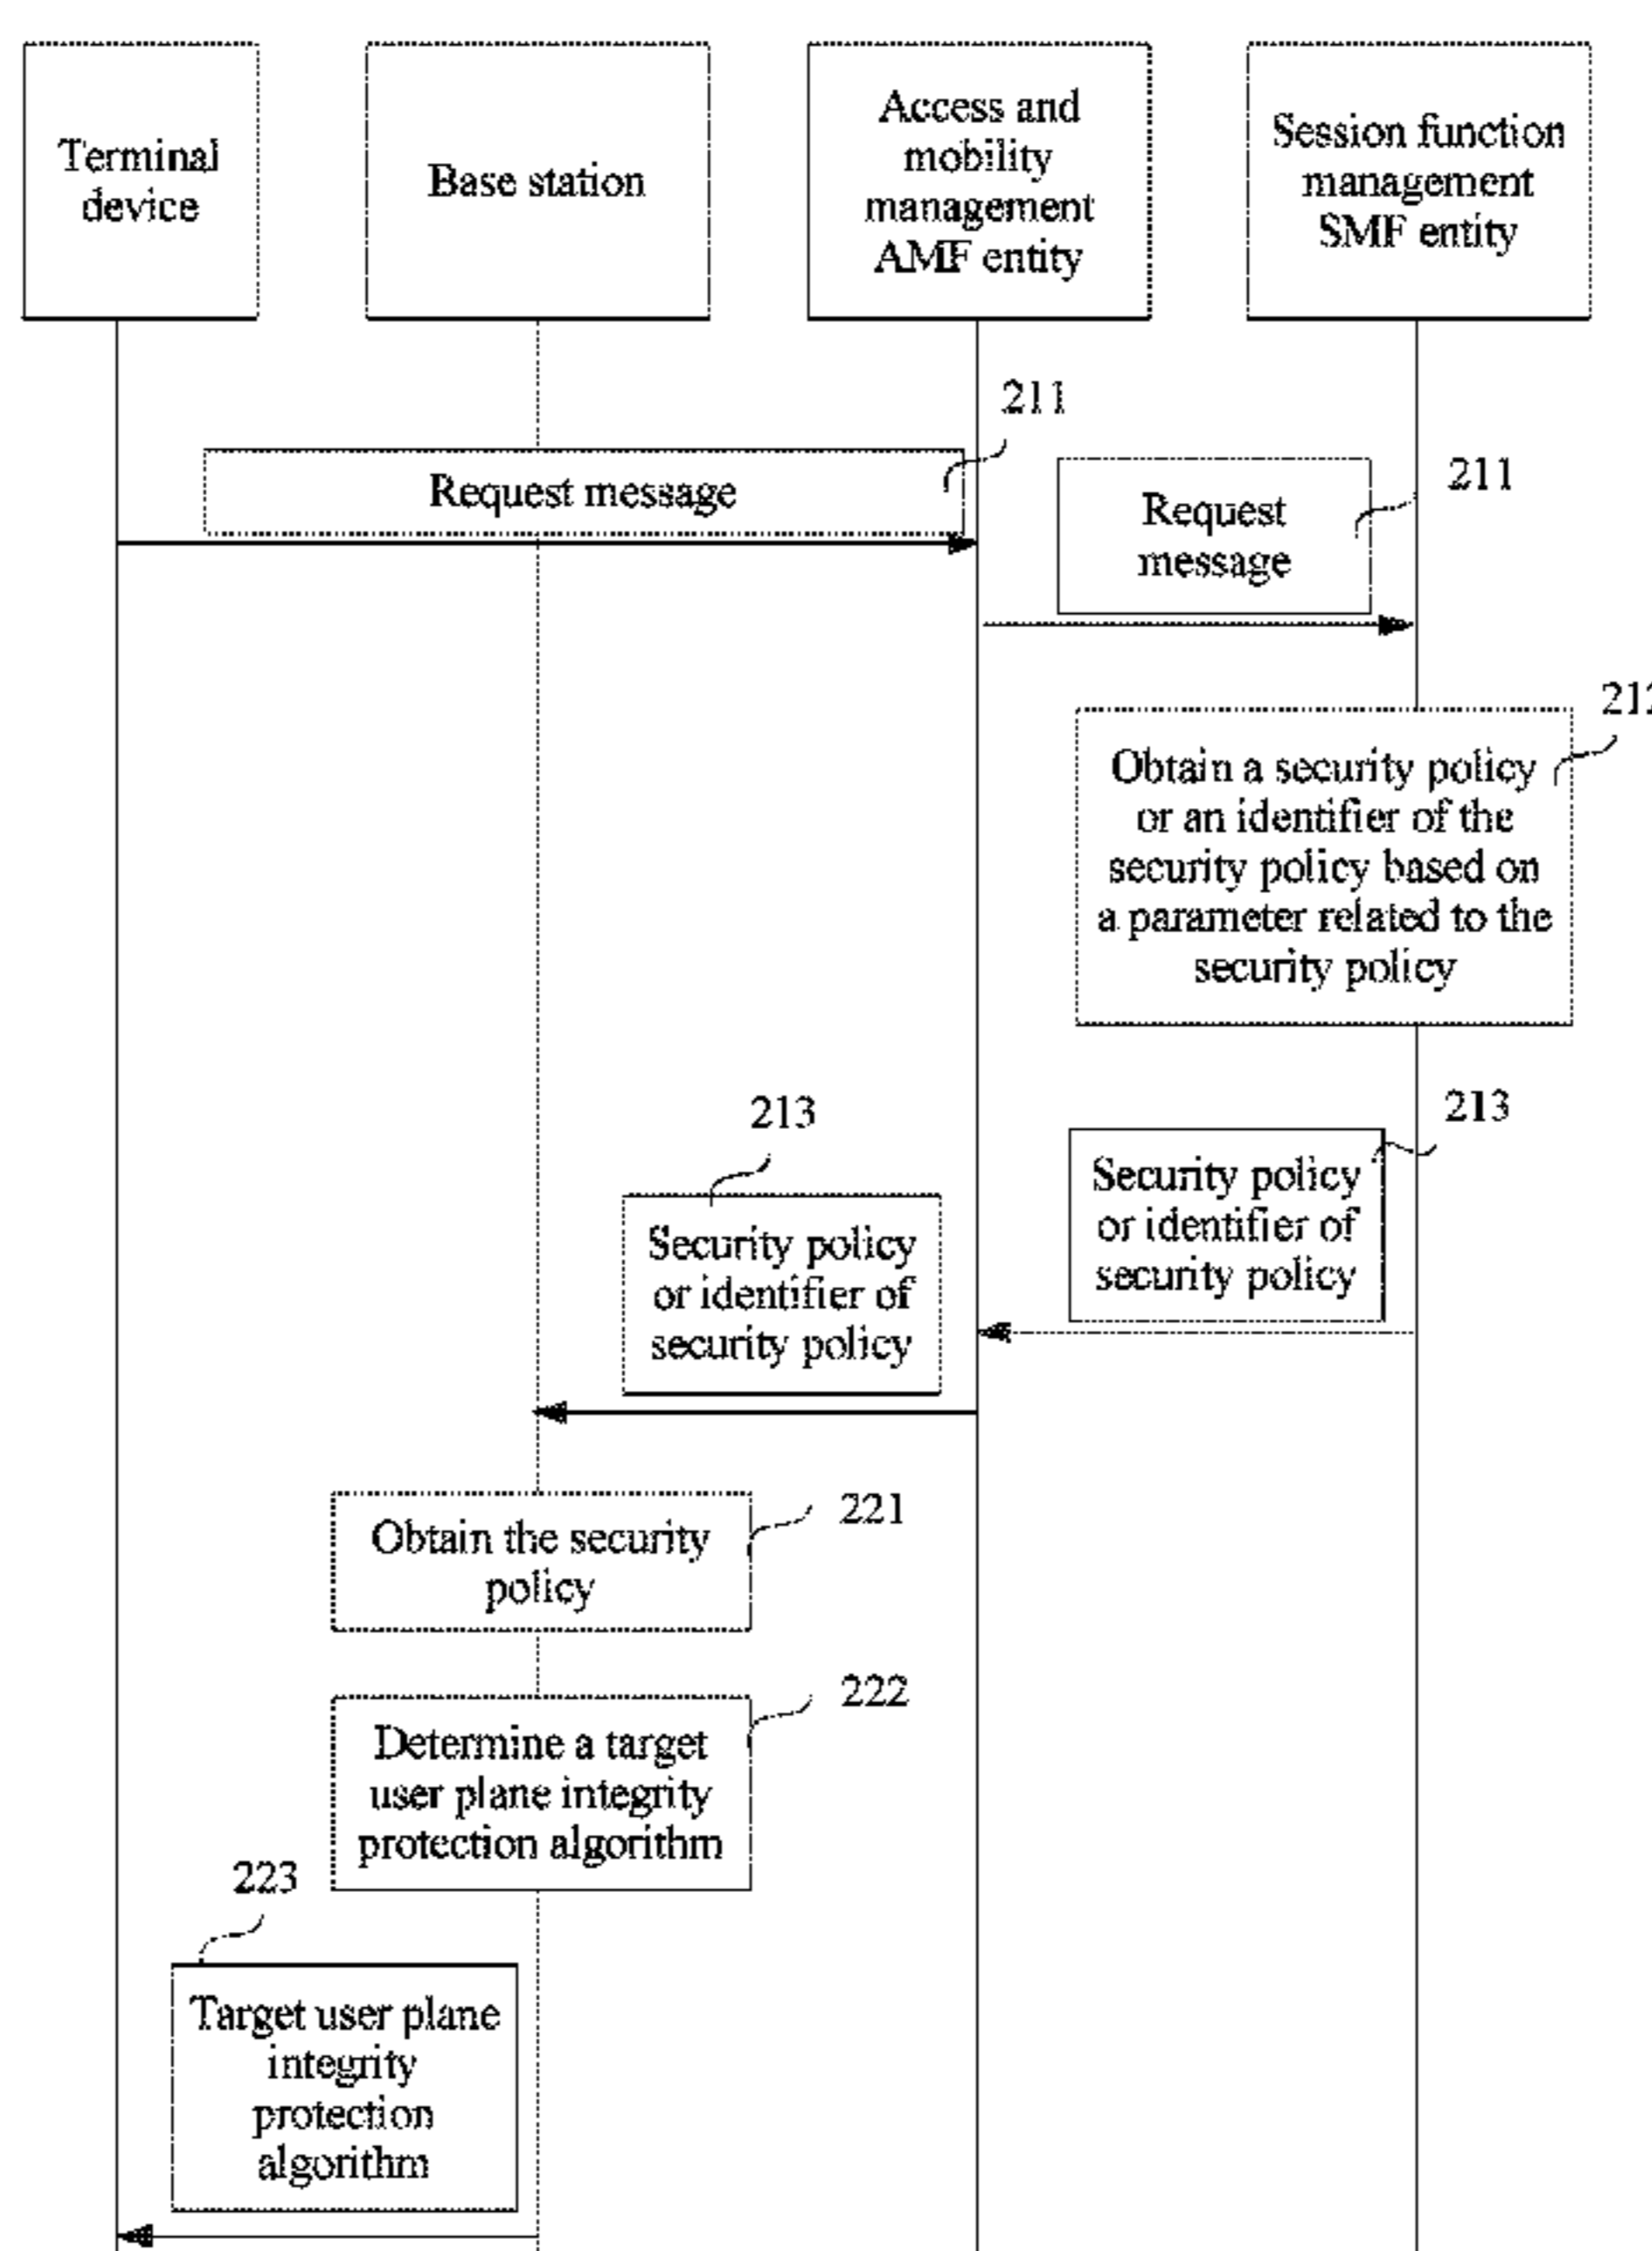 Terminal
device
Base station
Access and
mobility
management
AMF entity
Session function
management
SMF entity
211
Request message
211
Request
message
212
Obtain a security policy
or an identifier of the
security policy based on
a parameter related to the
security policy
213
Security policy
or identifier of
security policy
213
Security policy
or identifier of
security policy
221
Obtain the security
policy
222
Determine a target
user plane integrity
protection algorithm
223
Target user plane
integrity
protection
algorithm